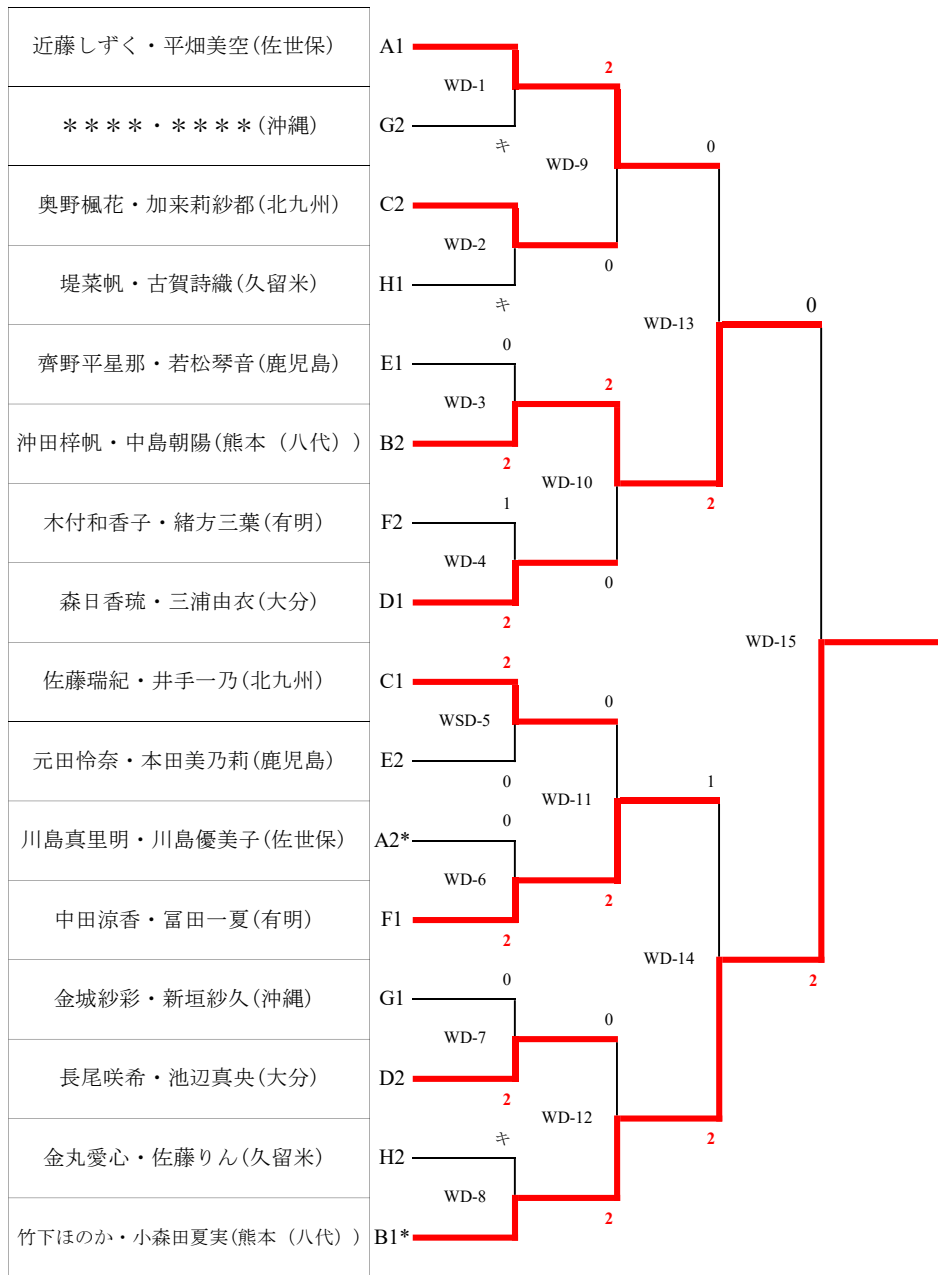 近藤しずく・平畑美空(佐世保) A1
2
WD-1
＊＊＊＊・＊＊＊＊(沖縄) G2
キ
WD-9
0
奥野楓花・加来莉紗都(北九州) C2
WD-2
0
堤菜帆・古賀詩織(久留米) H1
キ
WD-13
0
齊野平星那・若松琴音(鹿児島) E1
0
2
WD-3
沖田梓帆・中島朝陽(熊本（八代）) B2
2
WD-10
2
木付和香子・緒方三葉(有明) F2
1
WD-4
0
森日香琉・三浦由衣(大分) D1
2
WD-15
佐藤瑞紀・井手一乃(北九州) C1
2
0
WSD-5
元田怜奈・本田美乃莉(鹿児島) E2
0
WD-11
1
川島真里明・川島優美子(佐世保) A2*
0
WD-6
2
中田涼香・冨田一夏(有明) F1
2
WD-14
2
金城紗彩・新垣紗久(沖縄) G1
0
0
WD-7
長尾咲希・池辺真央(大分) D2
2
WD-12
2
金丸愛心・佐藤りん(久留米) H2
キ
WD-8
2
竹下ほのか・小森田夏実(熊本（八代）) B1*